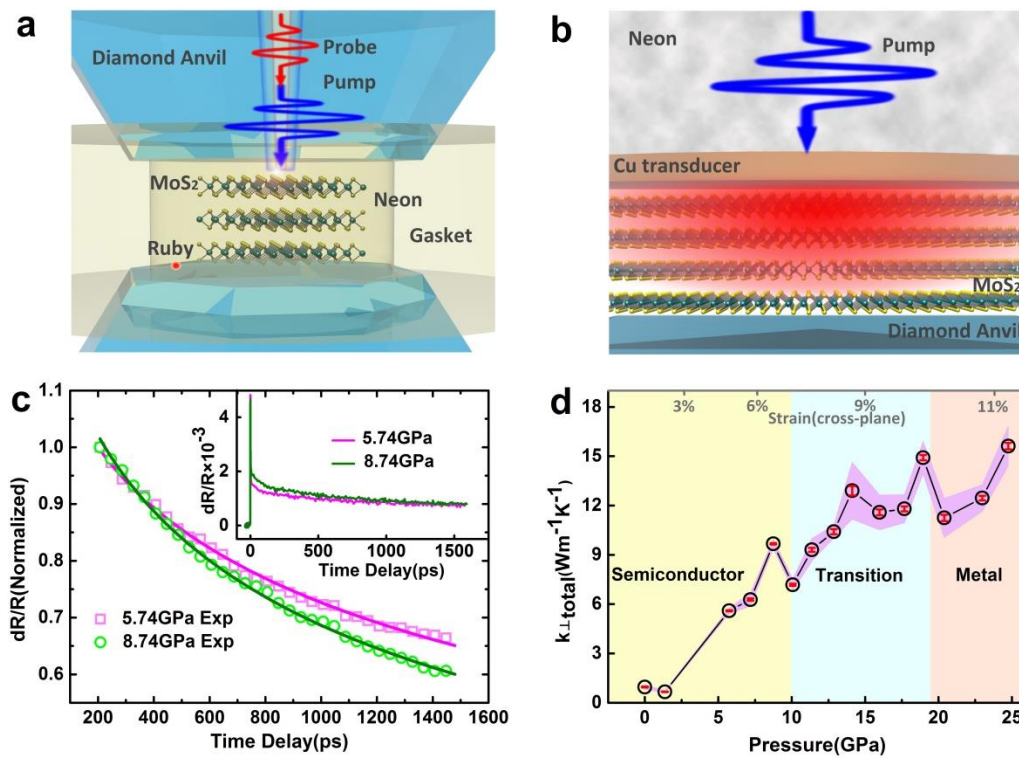 a
Diamond Anvil
Probe
Pump
MoS₂
Neon
Gasket
Ruby
b
Neon
Pump
Cu transducer
MoS₂
Diamond Anvil
c
dR/R(Normalized)
1.1
1.0
0.9
0.8
0.7
0.6
200 400 600 800 1000 1200 1400 1600
Time Delay(ps)
5.74GPa Exp
8.74GPa Exp
dR/R×10⁻³
4
2
0
0 500 1000 1500
Time Delay(ps)
5.74GPa
8.74GPa
d
3% 6% 9% 11%
Strain(cross-plane)
k⊥total(Wm⁻¹K⁻¹)
18
15
12
9
6
3
0
Semiconductor Transition Metal
0 5 10 15 20 25
Pressure(GPa)